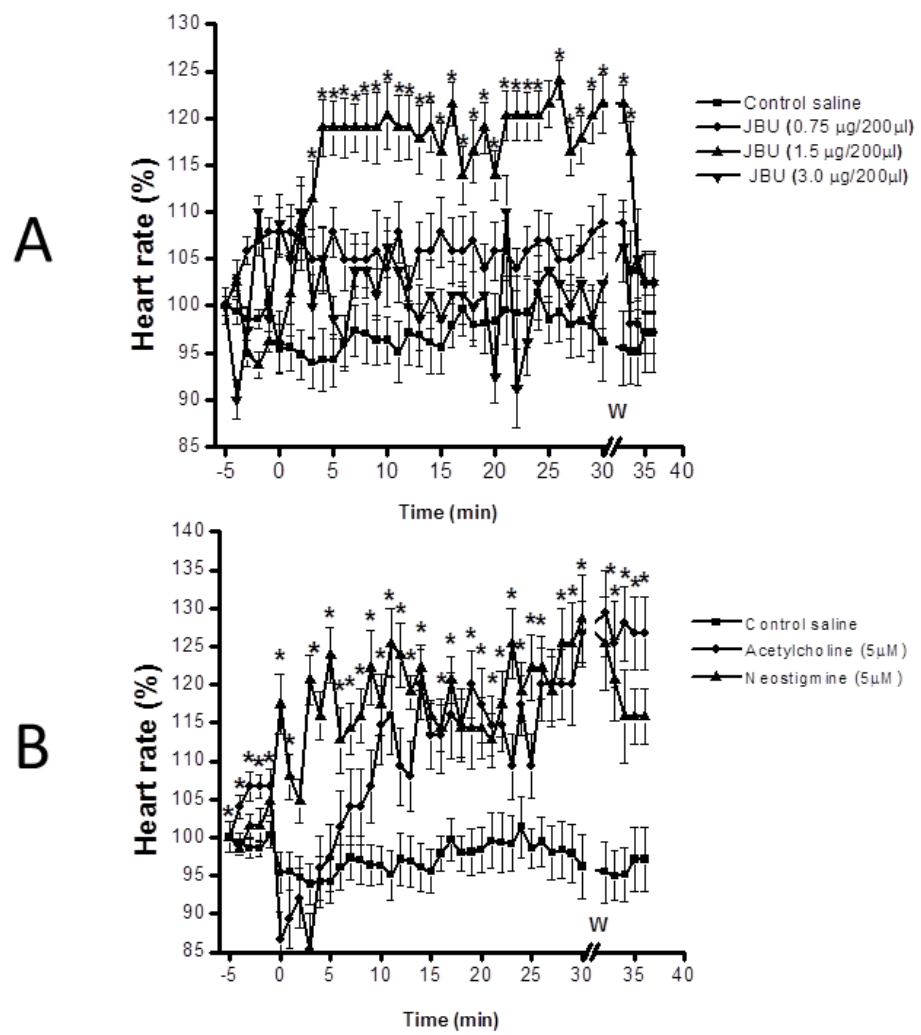 A
Heart rate (%)
130
125
120
115
110
105
100
95
90
85
* * * * * * * * * * * * * * * * * * * * * * * * * * * * *
W
-5 0 5 10 15 20 25 30 35 40
Time (min)
Control saline
JBU (0.75 µg/200µl)
JBU (1.5 µg/200µl)
JBU (3.0 µg/200µl)
B
Heart rate (%)
140
135
130
125
120
115
110
105
100
95
90
85
* * * * * * * * * * * * * * * * * * * * * * * * * * * * * * * * * *
W
-5 0 5 10 15 20 25 30 35 40
Time (min)
Control saline
Acetylcholine (5µM)
Neostigmine (5µM)